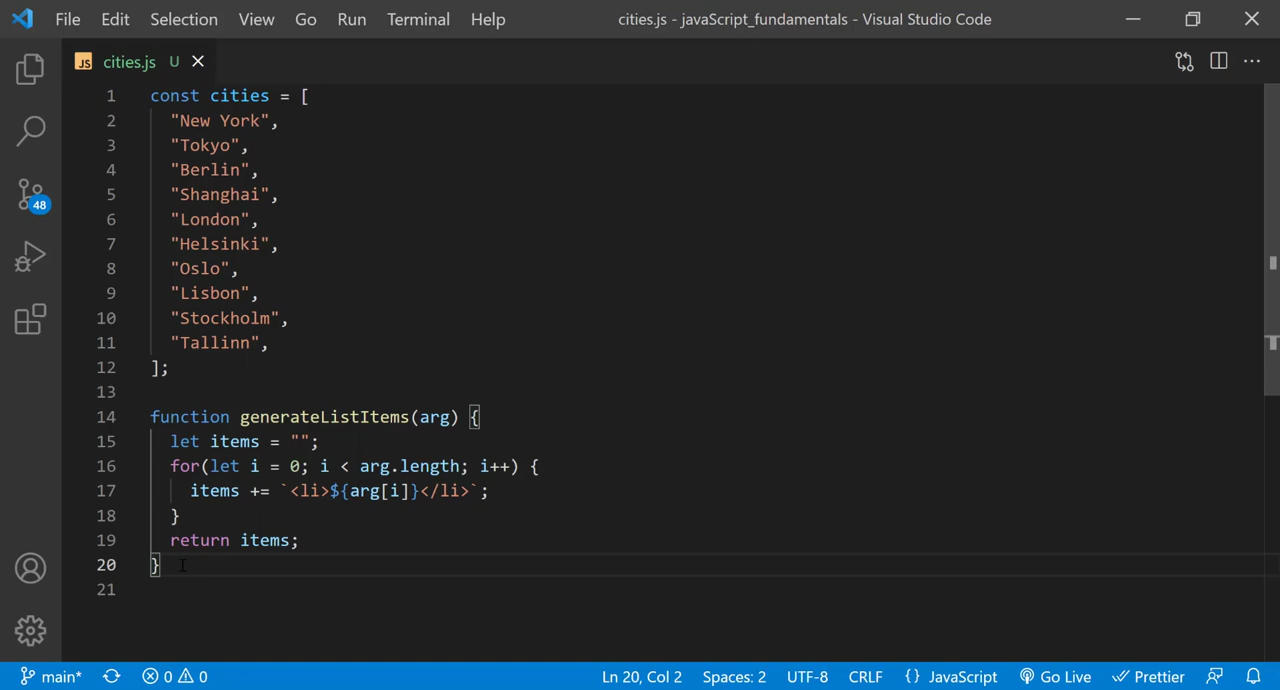 File Edit Selection View Go Run Terminal Help cities.js - javaScript_fundamentals - Visual Studio Code
JS cities.js U
1 const cities = [
2 "New York",
3 "Tokyo",
4 "Berlin",
5 "Shanghai",
6 "London",
7 "Helsinki",
8 "Oslo",
9 "Lisbon",
10 "Stockholm",
11 "Tallinn",
12 ];
13
14 function generateListItems(arg) {
15 let items = "";
16 for(let i = 0; i < arg.length; i++) {
17 items += `<li>${arg[i]}</li>`;
18 }
19 return items;
20 }
21
48
main* 0 0 Ln 20, Col 2 Spaces: 2 UTF-8 CRLF {} JavaScript Go Live Prettier